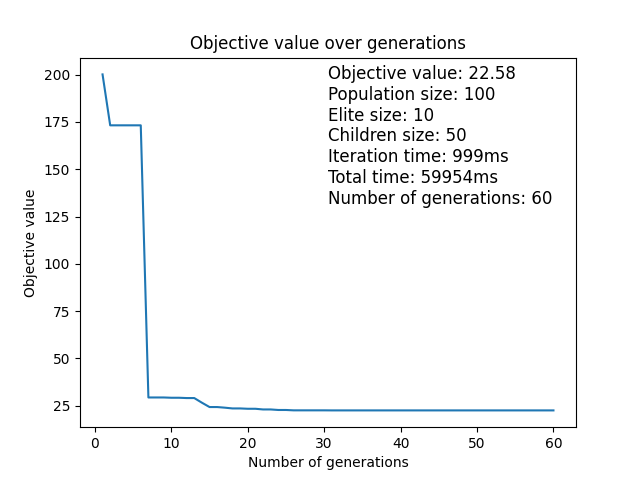 Objective value over generations
Objective value: 22.58
Population size: 100
Elite size: 10
Children size: 50
Iteration time: 999ms
Total time: 59954ms
Number of generations: 60
Objective value
200
175
150
125
100
75
50
25
0 10 20 30 40 50 60
Number of generations